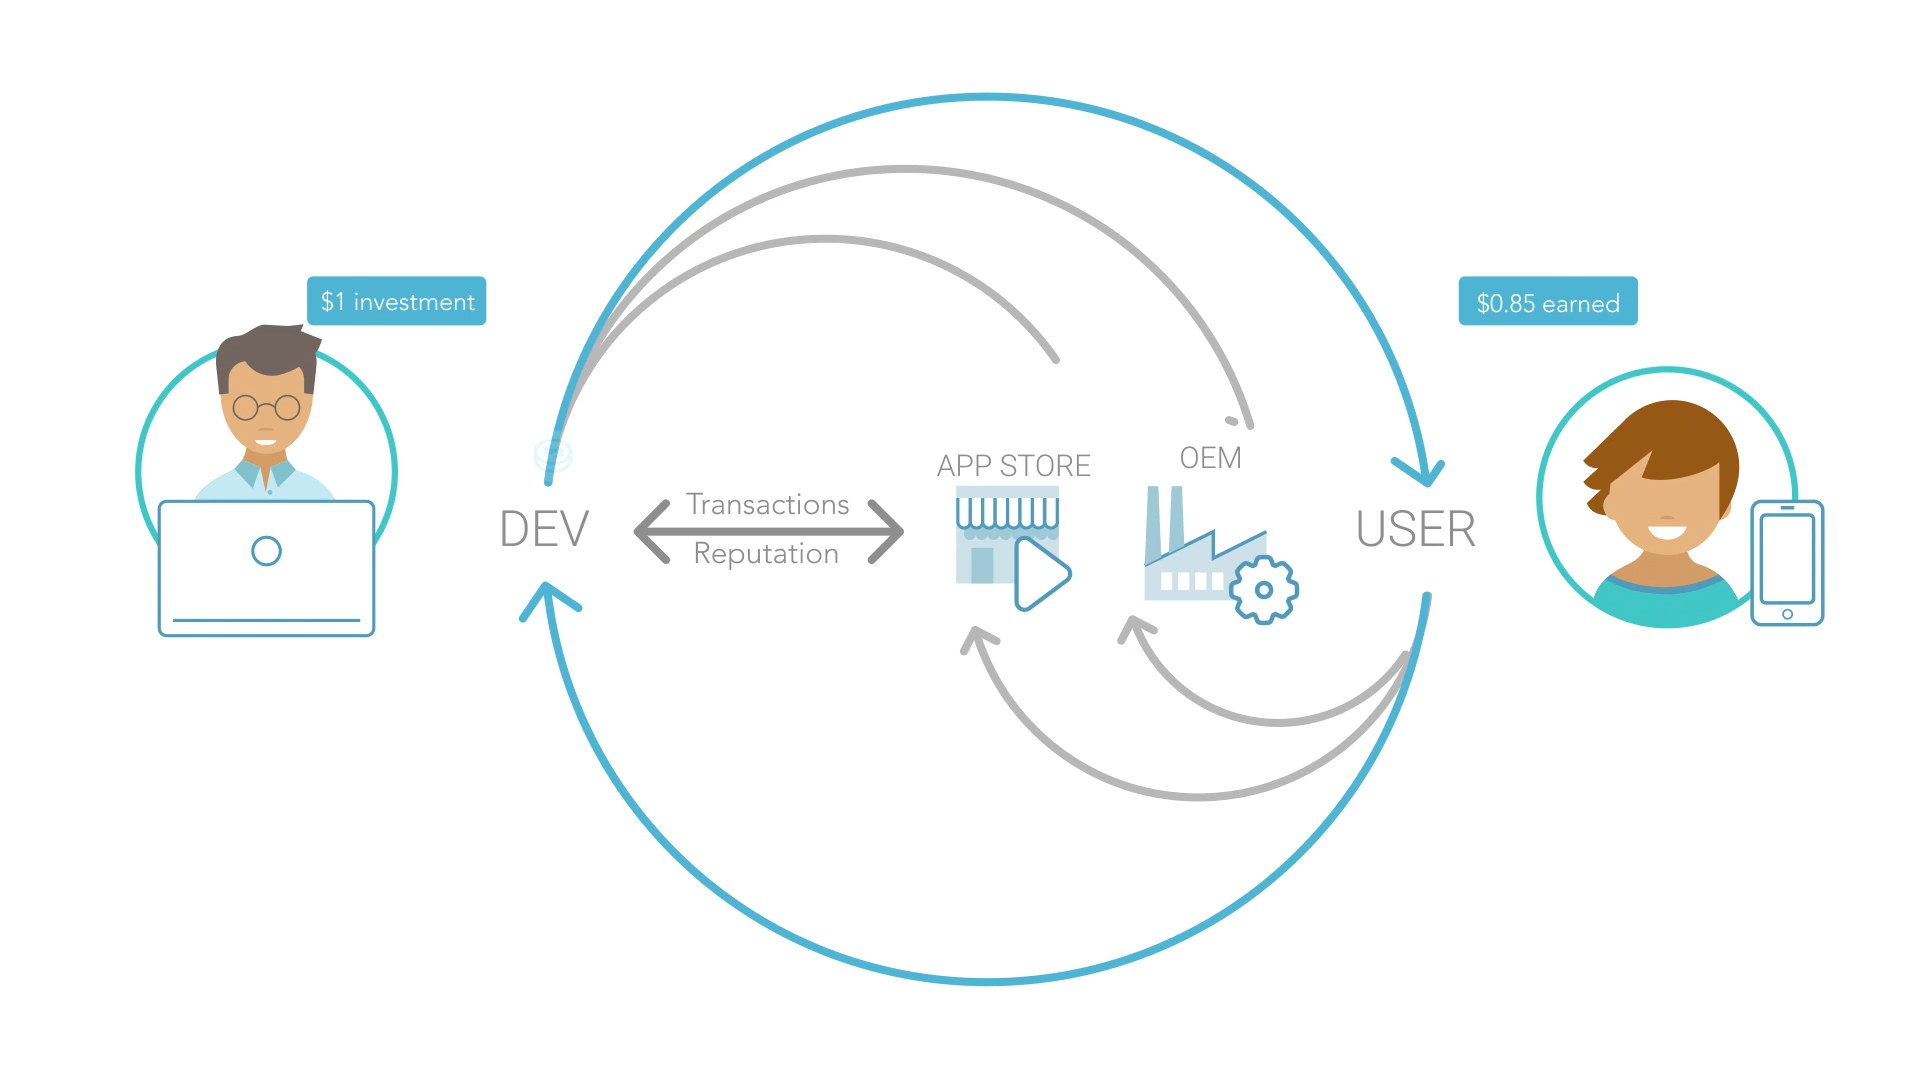 $1 investment
$0.85 earned
APP STORE
OEM
DEV
Transactions
Reputation
USER